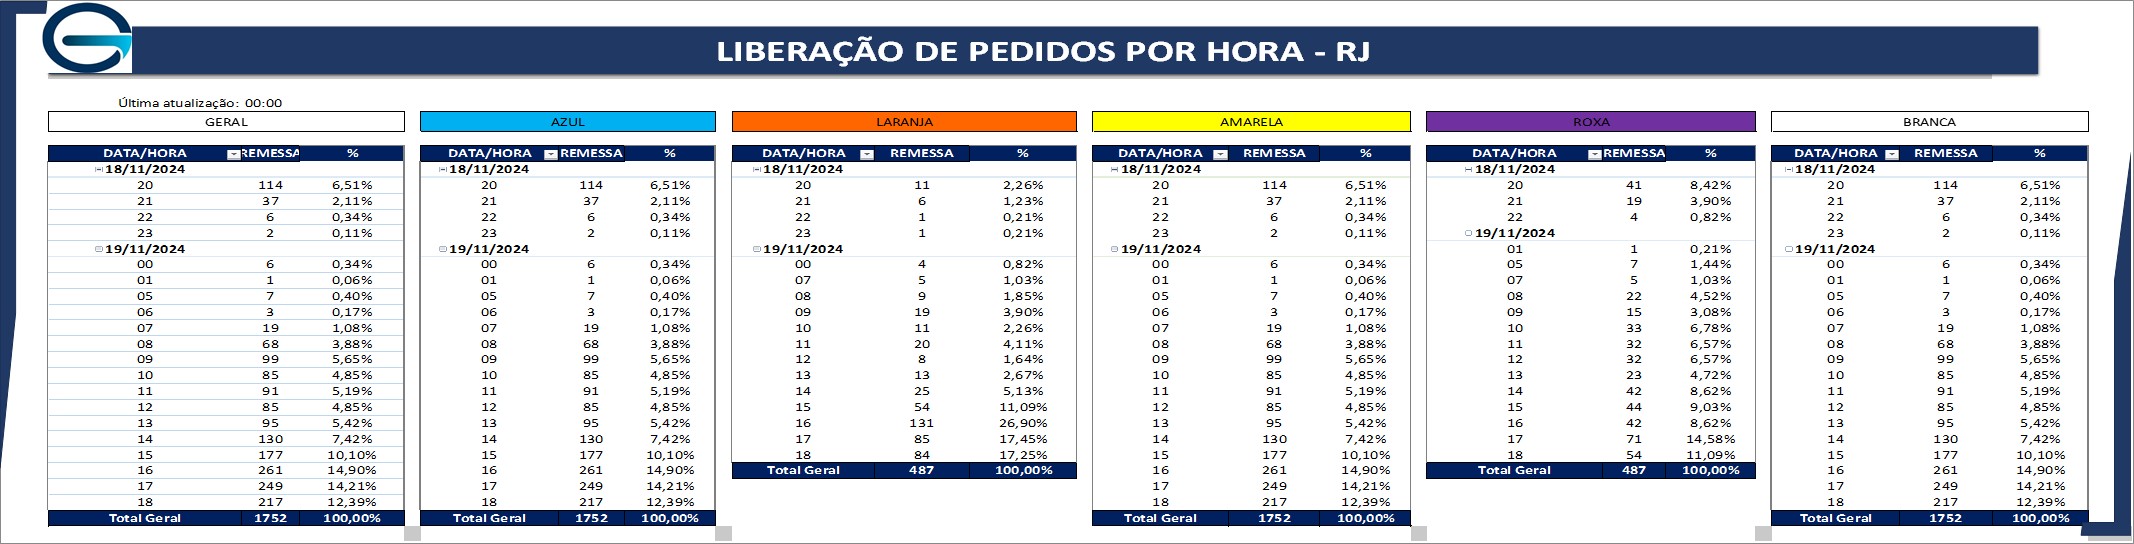 LIBERAÇÃO DE PEDIDOS POR HORA - RJ
Última atualização: 00:00
GERAL
DATA/HORA REMESSA %
18/11/2024
20 114 6,51%
21 37 2,11%
22 6 0,34%
23 2 0,11%
19/11/2024
00 6 0,34%
01 1 0,06%
05 7 0,40%
06 3 0,17%
07 19 1,08%
08 68 3,88%
09 99 5,65%
10 85 4,85%
11 91 5,19%
12 85 4,85%
13 95 5,42%
14 130 7,42%
15 177 10,10%
16 261 14,90%
17 249 14,21%
18 217 12,39%
Total Geral 1752 100,00%
AZUL
DATA/HORA REMESSA %
18/11/2024
20 114 6,51%
21 37 2,11%
22 6 0,34%
23 2 0,11%
19/11/2024
00 6 0,34%
01 1 0,06%
05 7 0,40%
06 3 0,17%
07 19 1,08%
08 68 3,88%
09 99 5,65%
10 85 4,85%
11 91 5,19%
12 85 4,85%
13 95 5,42%
14 130 7,42%
15 177 10,10%
16 261 14,90%
17 249 14,21%
18 217 12,39%
Total Geral 1752 100,00%
LARANJA
DATA/HORA REMESSA %
18/11/2024
20 11 2,26%
21 6 1,23%
22 1 0,21%
23 1 0,21%
19/11/2024
00 4 0,82%
07 5 1,03%
08 9 1,85%
09 19 3,90%
10 11 2,26%
11 20 4,11%
12 8 1,64%
13 13 2,67%
14 25 5,13%
15 54 11,09%
16 131 26,90%
17 85 17,45%
18 84 17,25%
Total Geral 487 100,00%
AMARELA
DATA/HORA REMESSA %
18/11/2024
20 114 6,51%
21 37 2,11%
22 6 0,34%
23 2 0,11%
19/11/2024
00 6 0,34%
01 1 0,06%
05 7 0,40%
06 3 0,17%
07 19 1,08%
08 68 3,88%
09 99 5,65%
10 85 4,85%
11 91 5,19%
12 85 4,85%
13 95 5,42%
14 130 7,42%
15 177 10,10%
16 261 14,90%
17 249 14,21%
18 217 12,39%
Total Geral 1752 100,00%
ROXA
DATA/HORA REMESSA %
18/11/2024
20 41 8,42%
21 19 3,90%
22 4 0,82%
19/11/2024
01 1 0,21%
05 7 1,44%
07 5 1,03%
08 22 4,52%
09 15 3,08%
10 33 6,78%
11 32 6,57%
12 32 6,57%
13 23 4,72%
14 42 8,62%
15 44 9,03%
16 42 8,62%
17 71 14,58%
18 54 11,09%
Total Geral 487 100,00%
BRANCA
DATA/HORA REMESSA %
18/11/2024
20 114 6,51%
21 37 2,11%
22 6 0,34%
23 2 0,11%
19/11/2024
00 6 0,34%
01 1 0,06%
05 7 0,40%
06 3 0,17%
07 19 1,08%
08 68 3,88%
09 99 5,65%
10 85 4,85%
11 91 5,19%
12 85 4,85%
13 95 5,42%
14 130 7,42%
15 177 10,10%
16 261 14,90%
17 249 14,21%
18 217 12,39%
Total Geral 1752 100,00%